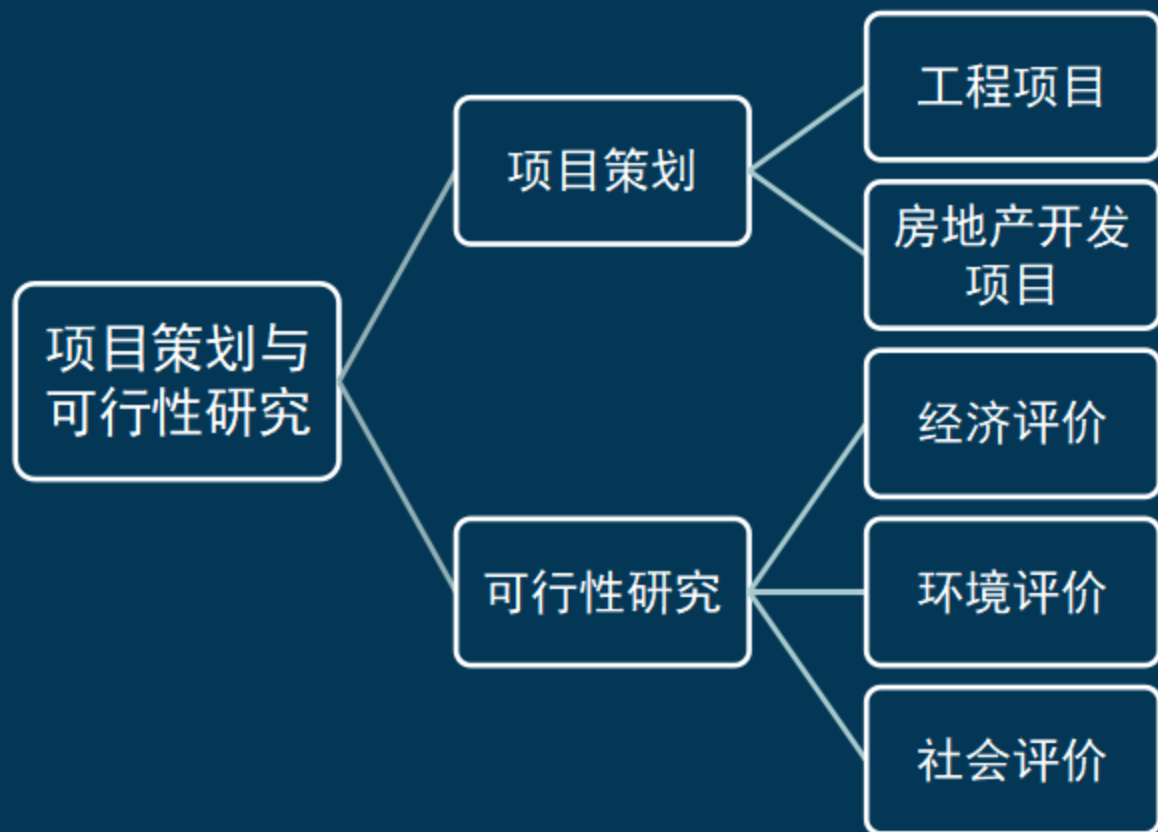 项目策划与
可行性研究
项目策划
工程项目
房地产开发
项目
可行性研究
经济评价
环境评价
社会评价